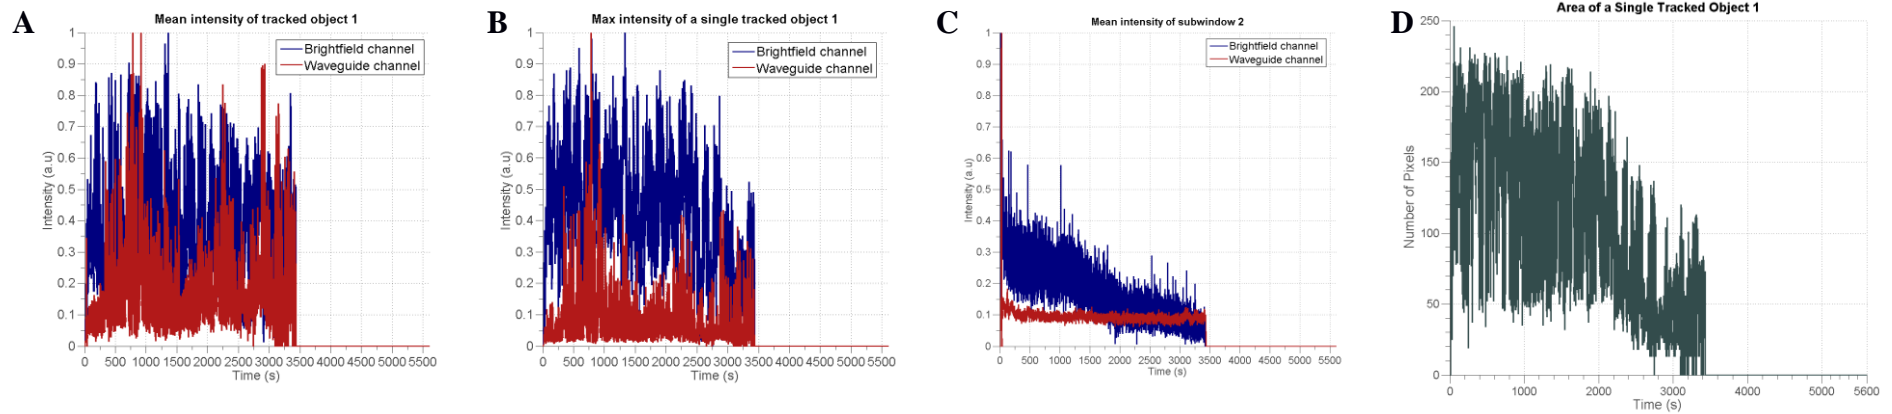 A
Mean intensity of tracked object 1
Intensity (a.u)
1
0.9
0.8
0.7
0.6
0.5
0.4
0.3
0.2
0.1
0
Brightfield channel
Waveguide channel
0 500 1000 1500 2000 2500 3000 3500 4000 4500 5000 5500
Time (s)
B
Max intensity of a single tracked object 1
Intensity (a.u)
1
0.9
0.8
0.7
0.6
0.5
0.4
0.3
0.2
0.1
0
Brightfield channel
Waveguide channel
0 500 1000 1500 2000 2500 3000 3500 4000 4500 5000 5500
Time (s)
C
Mean intensity of subwindow 2
Intensity (a.u)
1
0.9
0.8
0.7
0.6
0.5
0.4
0.3
0.2
0.1
0
Brightfield channel
Waveguide channel
0 500 1000 1500 2000 2500 3000 3500 4000 4500 5000 5500
Time (s)
D
Area of a Single Tracked Object 1
Number of Pixels
250
200
150
100
50
0
0 1000 2000 3000 4000 5000 5600
Time (s)